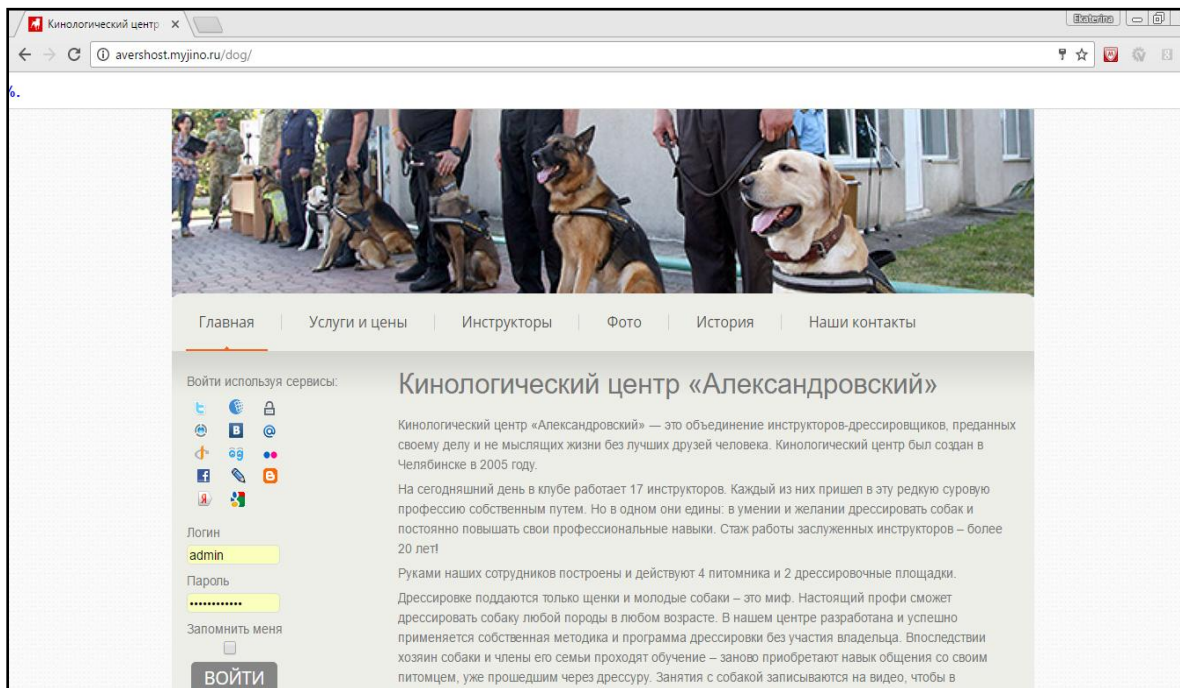 Кинологический центр
Ekaterina
avershost.myjino.ru/dog/
%.
Главная Услуги и цены Инструкторы Фото История Наши контакты
Войти используя сервисы:
Логин
admin
Пароль
••••••••••••
Запомнить меня
ВОЙТИ
Кинологический центр «Александровский»
Кинологический центр «Александровский» — это объединение инструкторов-дрессировщиков, преданных
своему делу и не мыслящих жизни без лучших друзей человека. Кинологический центр был создан в
Челябинске в 2005 году.
На сегодняшний день в клубе работает 17 инструкторов. Каждый из них пришел в эту редкую суровую
профессию собственным путем. Но в одном они едины: в умении и желании дрессировать собак и
постоянно повышать свои профессиональные навыки. Стаж работы заслуженных инструкторов – более
20 лет!
Руками наших сотрудников построены и действуют 4 питомника и 2 дрессировочные площадки.
Дрессировке поддаются только щенки и молодые собаки – это миф. Настоящий профи сможет
дрессировать собаку любой породы в любом возрасте. В нашем центре разработана и успешно
применяется собственная методика и программа дрессировки без участия владельца. Впоследствии
хозяин собаки и члены его семьи проходят обучение – заново приобретают навык общения со своим
питомцем, уже прошедшим через дрессуру. Занятия с собакой записываются на видео, чтобы в